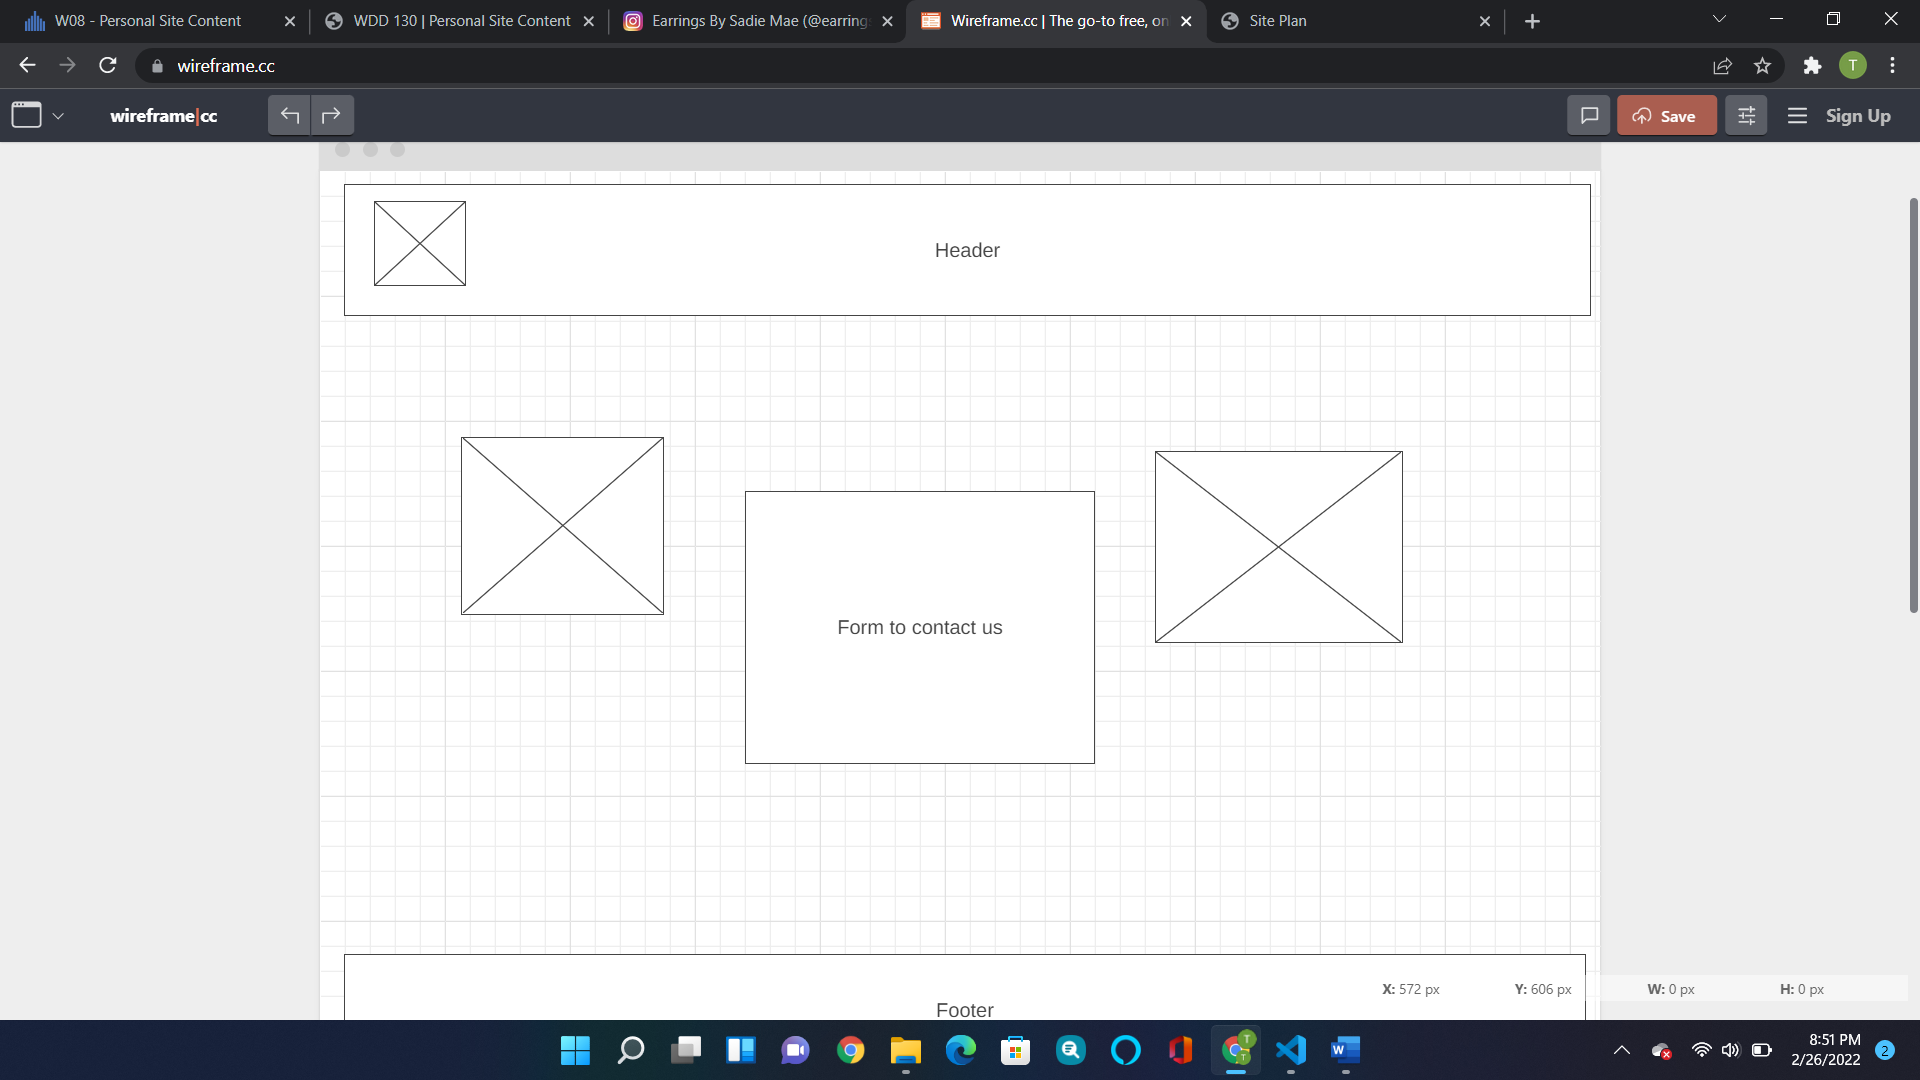 W08 - Personal Site Content
WDD 130 | Personal Site Content
Earrings By Sadie Mae (@earring
Wireframe.cc | The go-to free, on
Site Plan
wireframe.cc
T
wireframe|cc
Save
Sign Up
Header
Form to contact us
Footer
X: 572 px
Y: 606 px
W: 0 px
H: 0 px
8:51 PM
2/26/2022
2